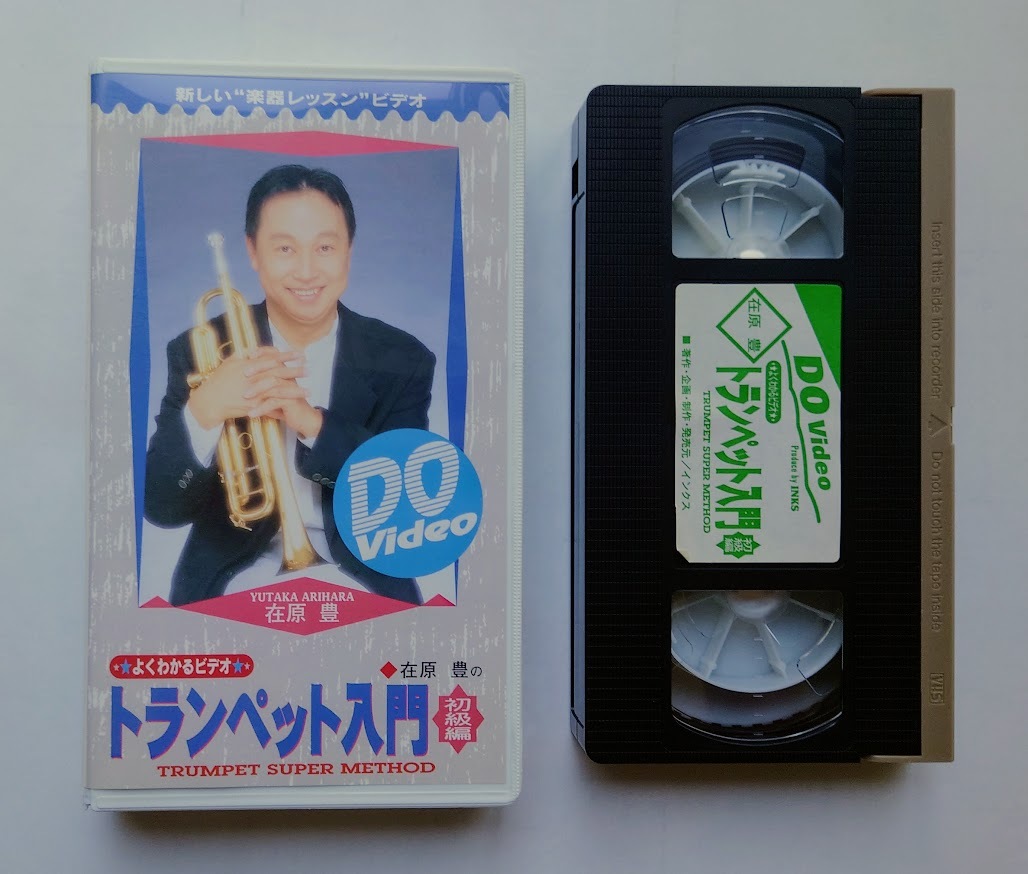 新しい“楽器レッスン”ビデオ
DO
Video
YUTAKA ARIHARA
在原 豊
★★よくわかるビデオ★★
◆在原 豊の
トランペット入門
初級編
TRUMPET SUPER METHOD
DO Video
Produce by INKS
在原 豊
★★よくわかるビデオ★★
トランペット入門
初級編
TRUMPET SUPER METHOD
■著作・企画・制作・発売元/インクス
Insert this side into recorder △ Do not touch the tape inside
VHS